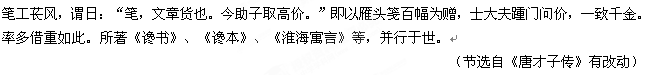 笔工苌凤，谓曰：“笔，文章货也。今助子取高价。”即以雁头笺百幅为赠，士大夫踵门问价，一致千金。
率多借重如此。所著《谗书》、《谗本》、《淮海寓言》等，并行于世。↵
（节选自《唐才子传》有改动）